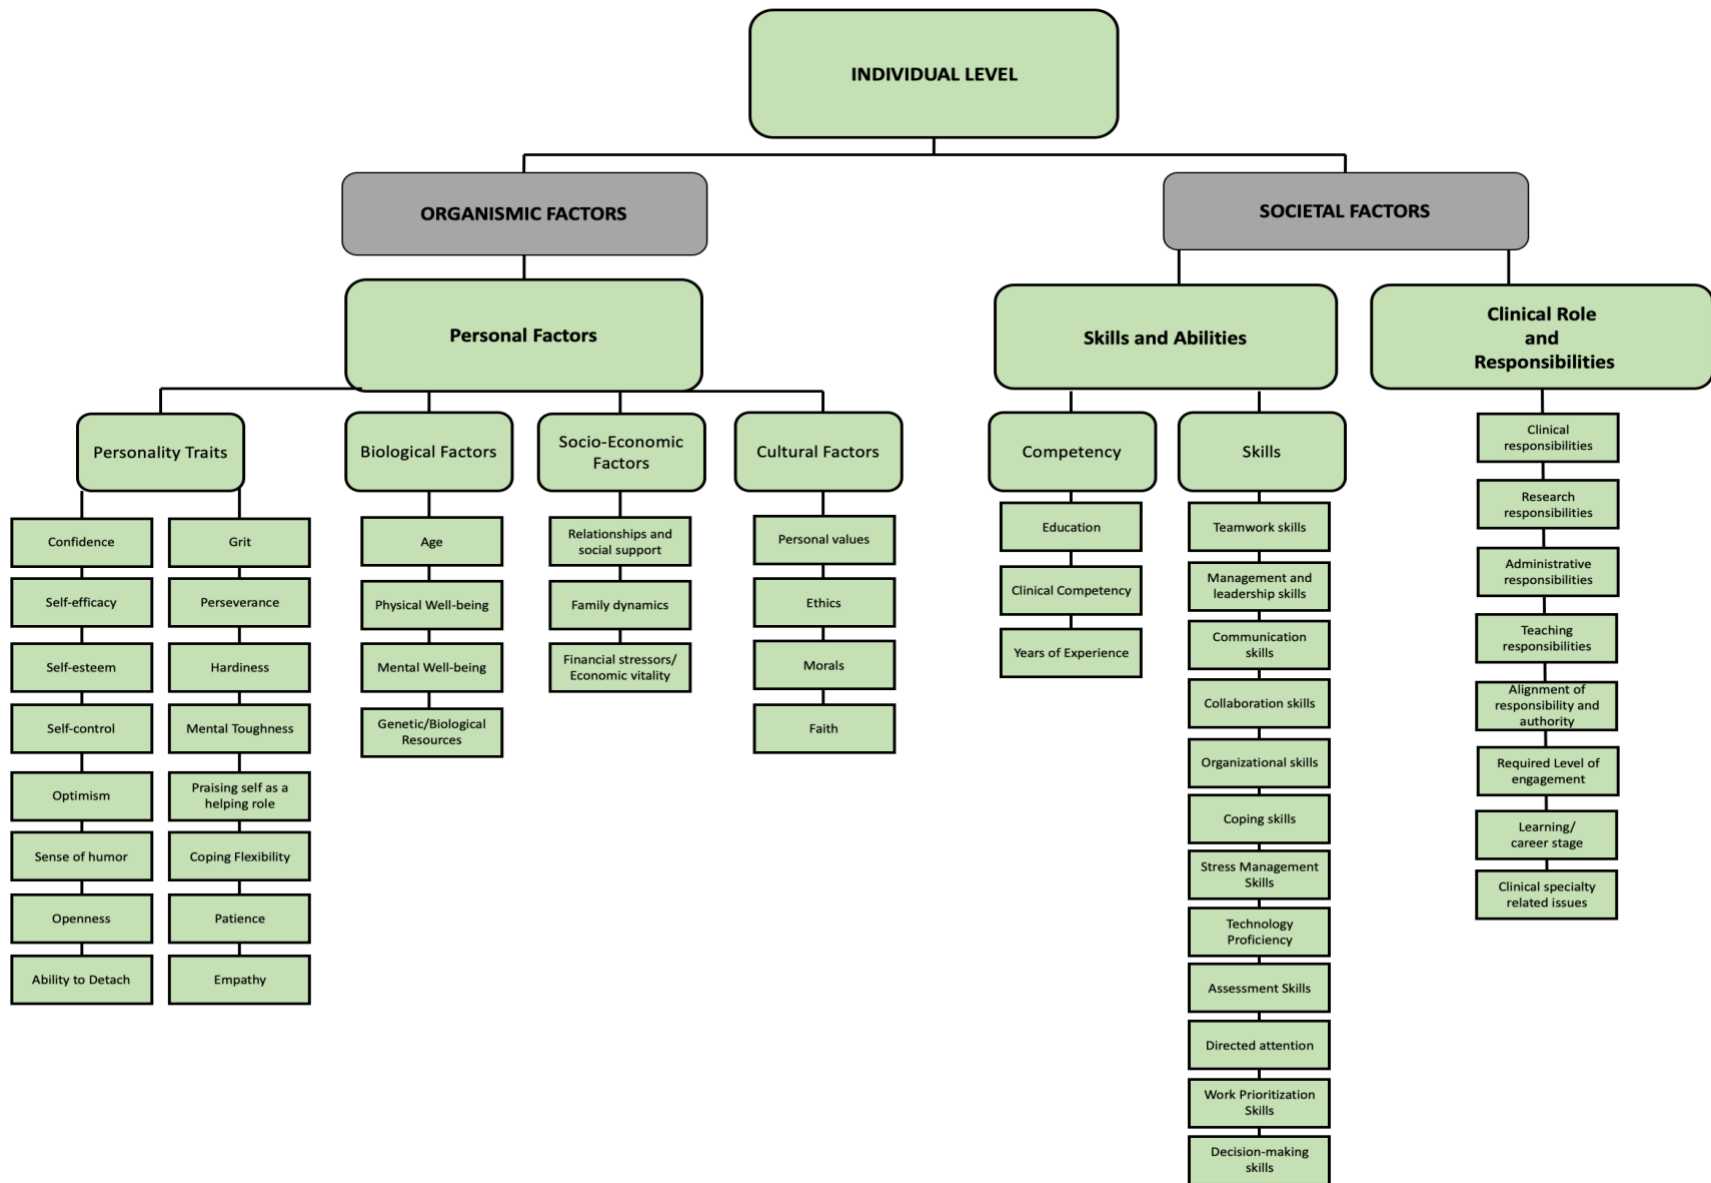 INDIVIDUAL LEVEL
ORGANISMIC FACTORS
SOCIETAL FACTORS
Personal Factors
Skills and Abilities
Clinical Role
and
Responsibilities
Personality Traits
Biological Factors
Socio-Economic
Factors
Cultural Factors
Competency
Skills
Confidence
Self-efficacy
Self-esteem
Self-control
Optimism
Sense of humor
Openness
Ability to Detach
Grit
Perseverance
Hardiness
Mental Toughness
Praising self as a
helping role
Coping Flexibility
Patience
Empathy
Age
Physical Well-being
Mental Well-being
Genetic/Biological
Resources
Relationships and
social support
Family dynamics
Financial stressors/
Economic vitality
Personal values
Ethics
Morals
Faith
Education
Clinical Competency
Years of Experience
Teamwork skills
Management and
leadership skills
Communication
skills
Collaboration skills
Organizational skills
Coping skills
Stress Management
Skills
Technology
Proficiency
Assessment Skills
Directed attention
Work Prioritization
Skills
Decision-making
skills
Clinical
responsibilities
Research
responsibilities
Administrative
responsibilities
Teaching
responsibilities
Alignment of
responsibility and
authority
Required Level of
engagement
Learning/
career stage
Clinical specialty
related issues